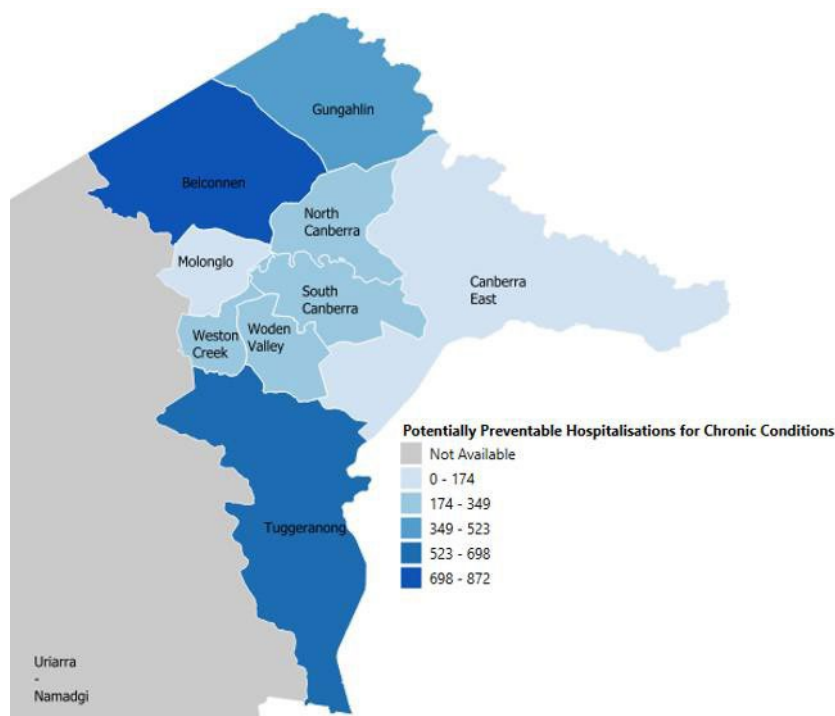 Gungahlin
Belconnen
North
Canberra
Molonglo
Canberra
East
South
Canberra
Weston
Creek
Woden
Valley
Potentially Preventable Hospitalisations for Chronic Conditions
Not Available
0 - 174
174 - 349
349 - 523
523 - 698
698 - 872
Tuggeranong
Uriarra
-
Namadgi